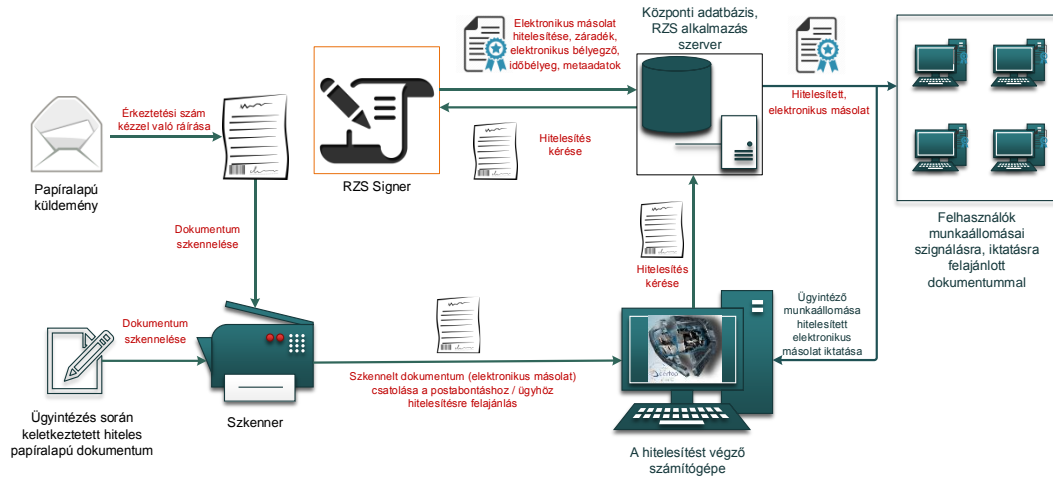 Elektronikus másolat
hitelesítése, záradék,
elektronikus bélyegző,
időbélyeg, metaadatok
Központi adatbázis,
RZS alkalmazás
szerver
Érkeztetési szám
kézzel való ráírása
Papíralapú
küldemény
RZS Signer
Hitelesítés
kérése
Hitelesített,
elektronikus másolat
Felhasználók
munkaállomásai
szignálásra, iktatásra
felajánlott
dokumentummal
Dokumentum
szkennelése
Hitelesítés
kérése
Dokumentum
szkennelése
Ügyintéző
munkaállomása
hitelesített
elektronikus
másolat iktatása
Szkennelt dokumentum (elektronikus másolat)
csatolása a postabontáshoz / ügyhöz
hitelesítésre felajánlás
Ügyintézés során
keletkeztetett hiteles
papíralapú dokumentum
Szkenner
A hitelesítést végző
számítógépe